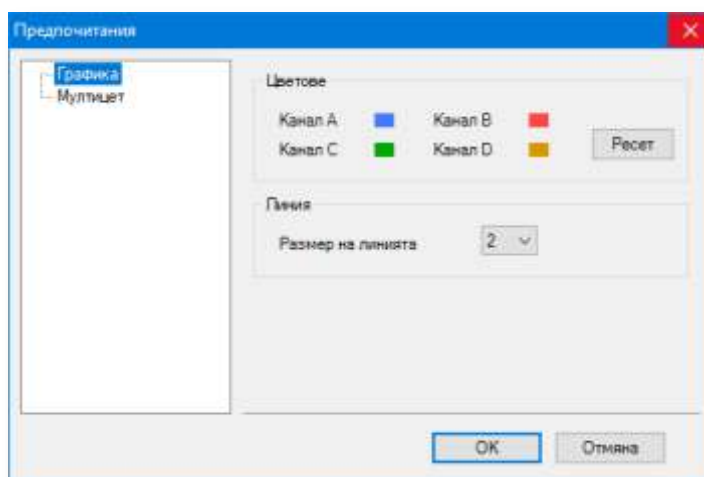 Предпочитания
Графика
Мултицет
Цветове
Канал A Канал B
Канал C Канал D
Ресет
Линия
Размер на линията 2
OK Отмяна